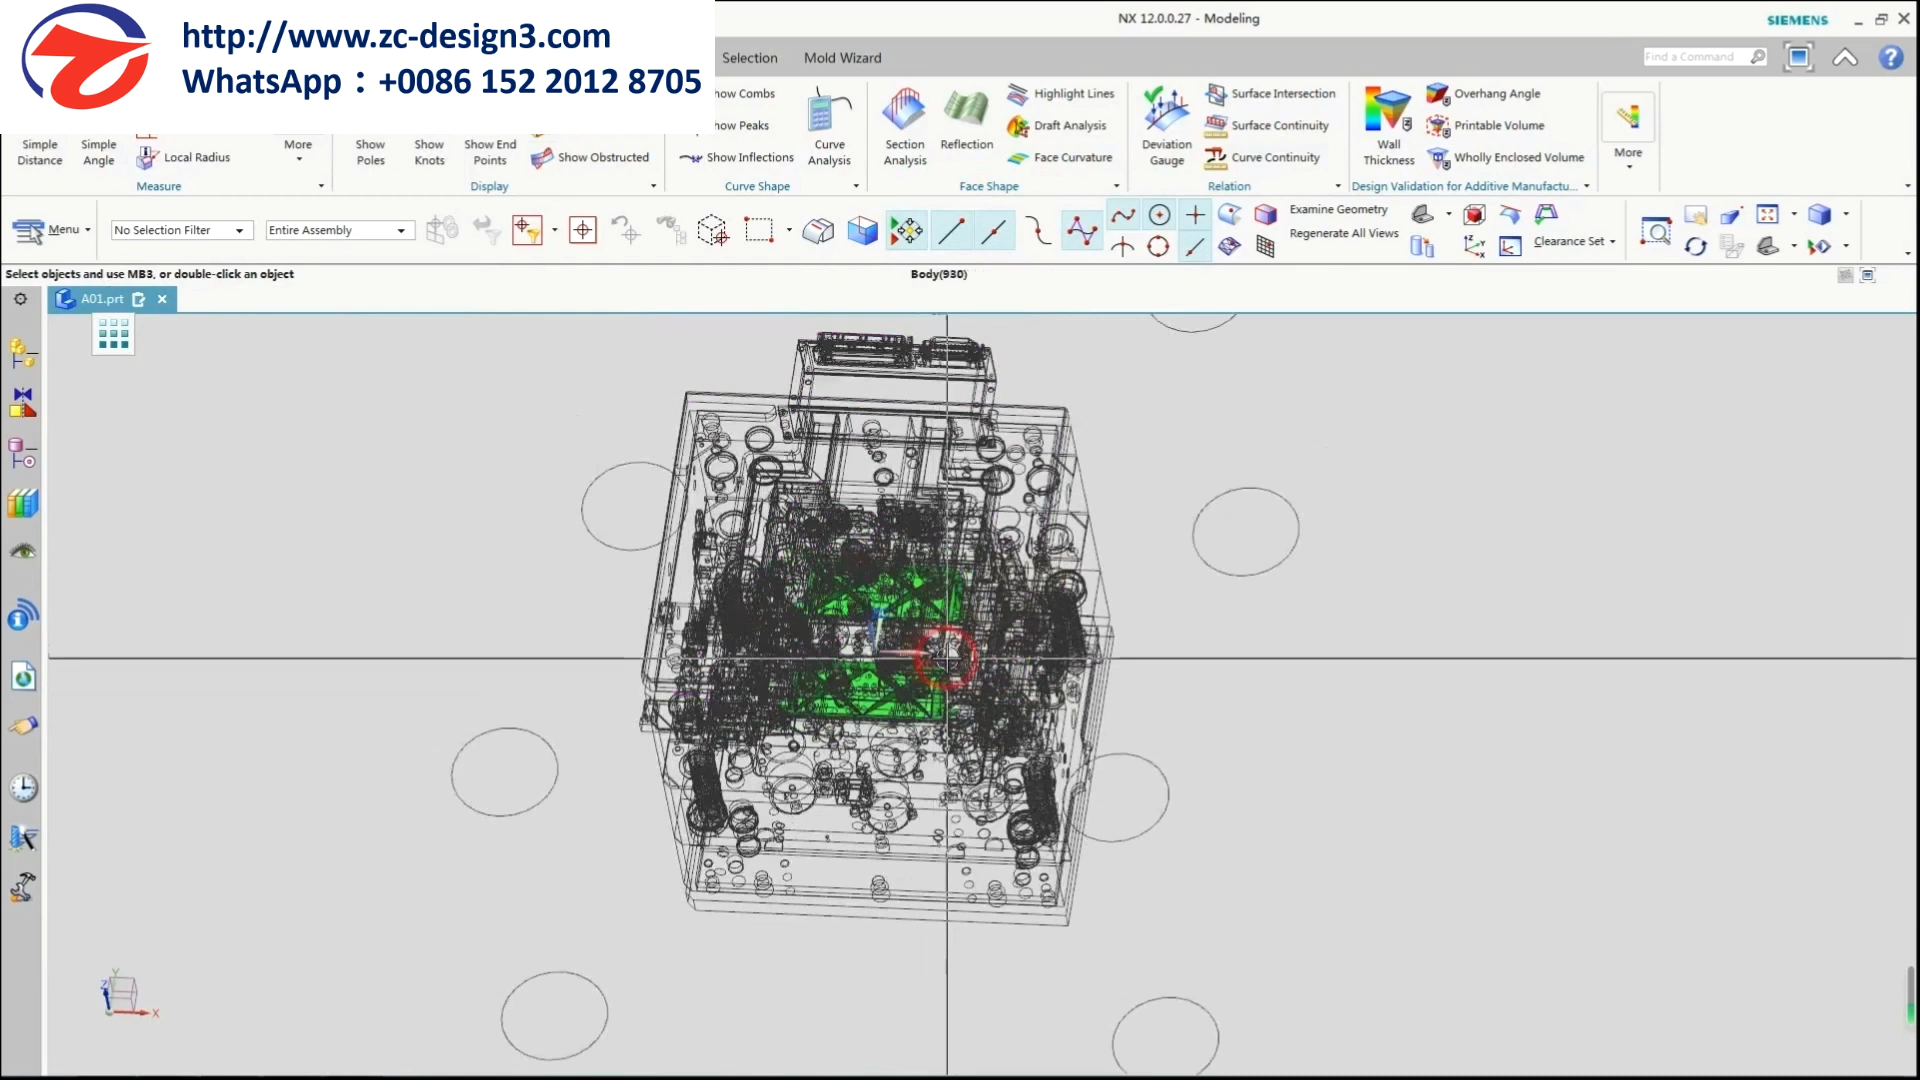 http://www.zc-design3.com
WhatsApp：+0086 152 2012 8705
NX 12.0.0.27 - Modeling
SIEMENS
Selection
Mold Wizard
Find a Command
Simple Distance
Simple Angle
Local Radius
More
Measure
Show Poles
Show Knots
Show End Points
Show Obstructed
Display
how Combs
how Peaks
Show Inflections
Curve Analysis
Curve Shape
Section Analysis
Reflection
Highlight Lines
Draft Analysis
Face Curvature
Face Shape
Deviation Gauge
Surface Intersection
Surface Continuity
Curve Continuity
Relation
Wall Thickness
Overhang Angle
Printable Volume
Wholly Enclosed Volume
Design Validation for Additive Manufactu...
More
Menu
No Selection Filter
Entire Assembly
Examine Geometry
Regenerate All Views
Clearance Set
Select objects and use MB3, or double-click an object
Body(930)
A01.prt
Y
Z
X